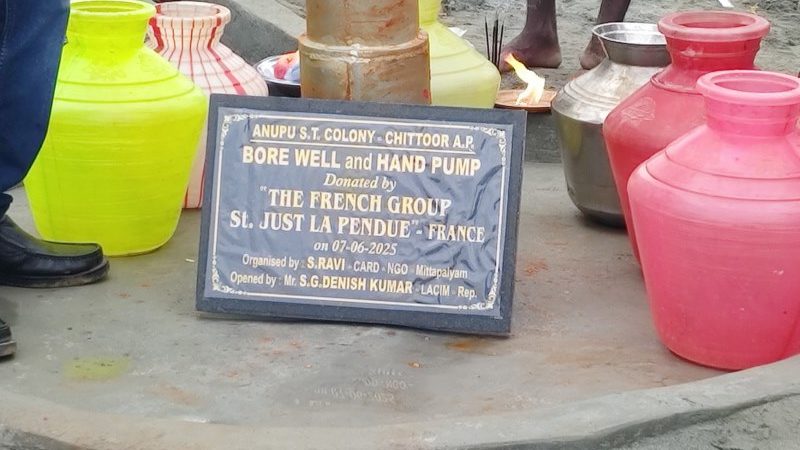 ANUPU S.T. COLONY - CHITTOOR A.P.
BORE WELL and HAND PUMP
Donated by
"THE FRENCH GROUP
St. JUST LA PENDUE" - FRANCE
on 07-06-2025
Organised by : S.RAVI - CARD - NGO - Mittapalyam
Opened by : Mr. S.G.DENISH KUMAR - LACIM - Rep.